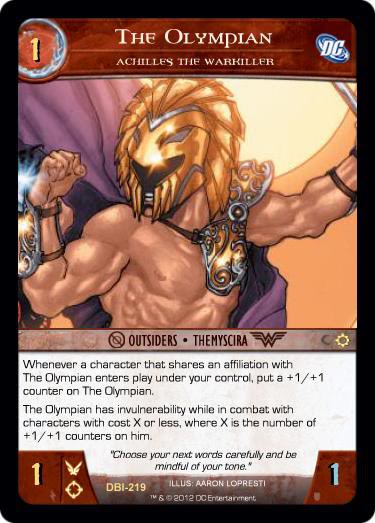 1
The Olympian
Achilles the Warkiller
DC
OUTSIDERS • THEMYSCIRA
Whenever a character that shares an affiliation with
The Olympian enters play under your control, put a +1/+1
counter on The Olympian.
The Olympian has invulnerability while in combat with
characters with cost X or less, where X is the number of
+1/+1 counters on him.
"Choose your next words carefully and be
mindful of your tone."
1
DBI-219
ILLUS: AARON LOPRESTI
1
™ & © 2012 DC Entertainment